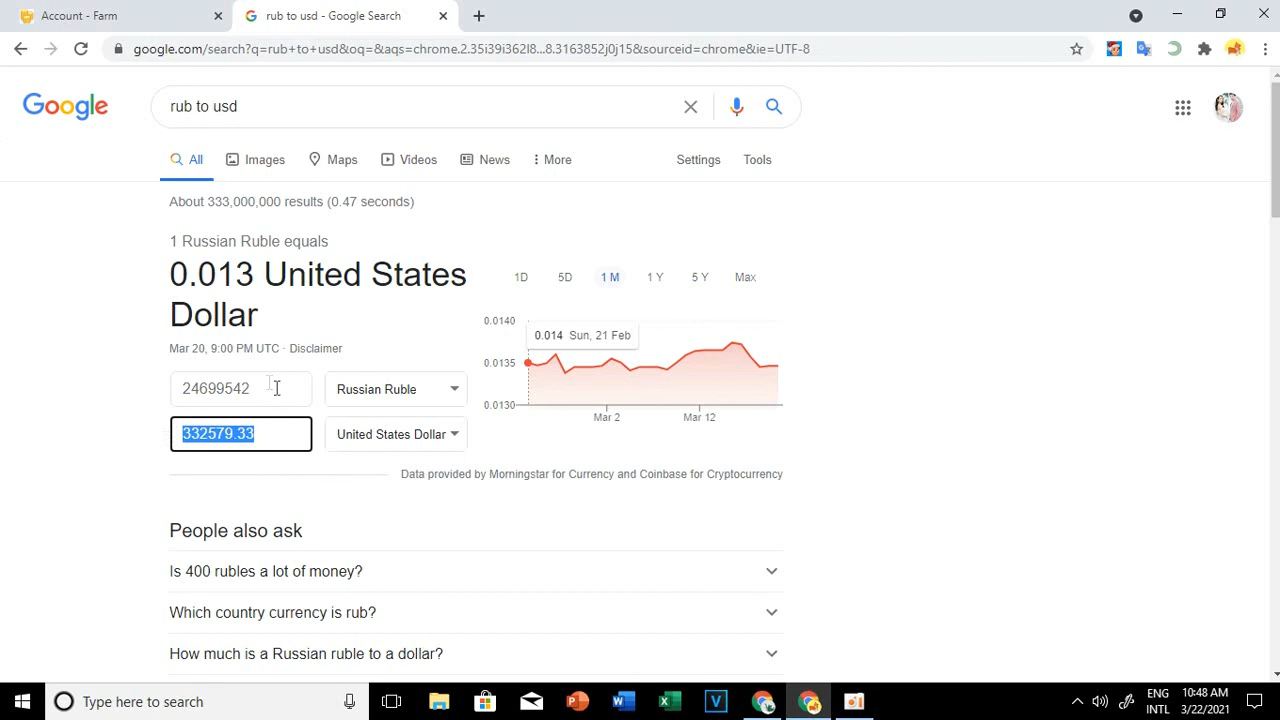 Account - Farm
rub to usd - Google Search
google.com/search?q=rub+to+usd&oq=&aqs=chrome.2.35i39i362l8...8.3163852j0j15&sourceid=chrome&ie=UTF-8
Google
rub to usd
All
Images
Maps
Videos
News
More
Settings
Tools
About 333,000,000 results (0.47 seconds)
1 Russian Ruble equals
0.013 United States
Dollar
Mar 20, 9:00 PM UTC · Disclaimer
24699542
Russian Ruble
332579.33
United States Dollar
1D
5D
1 M
1 Y
5 Y
Max
0.0140
0.014 Sun, 21 Feb
0.0135
0.0130
Mar 2
Mar 12
Data provided by Morningstar for Currency and Coinbase for Cryptocurrency
People also ask
Is 400 rubles a lot of money?
Which country currency is rub?
How much is a Russian ruble to a dollar?
Type here to search
ENG
INTL
10:48 AM
3/22/2021